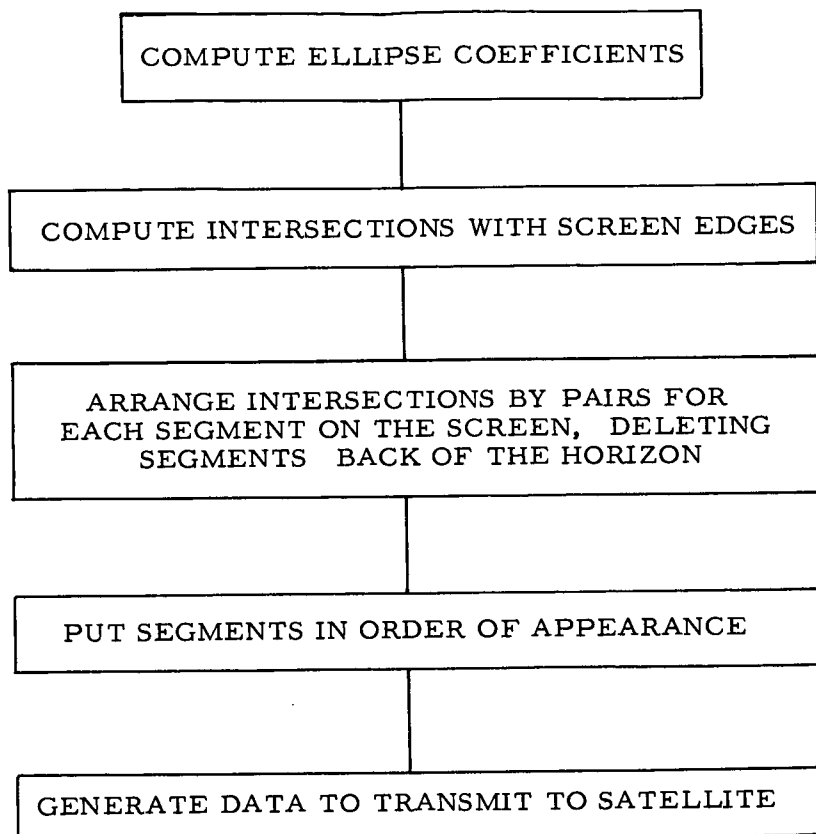 COMPUTE ELLIPSE COEFFICIENTS
COMPUTE INTERSECTIONS WITH SCREEN EDGES
ARRANGE INTERSECTIONS BY PAIRS FOR
EACH SEGMENT ON THE SCREEN, DELETING
SEGMENTS BACK OF THE HORIZON
PUT SEGMENTS IN ORDER OF APPEARANCE
GENERATE DATA TO TRANSMIT TO SATELLITE